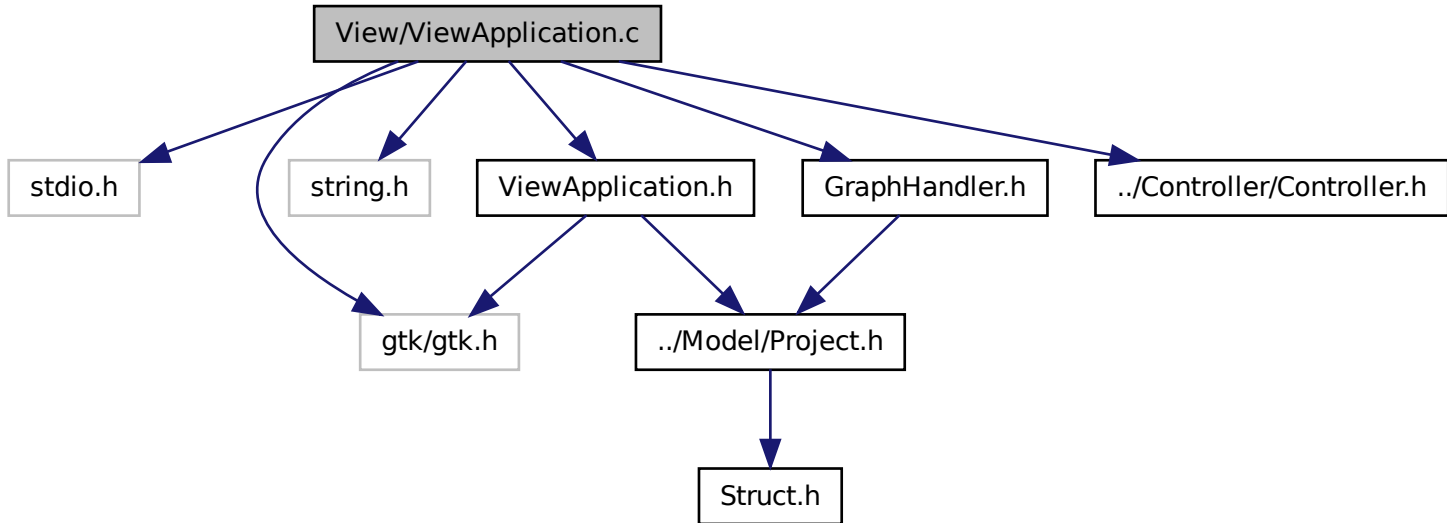 View/ViewApplication.c
stdio.h
string.h
ViewApplication.h
GraphHandler.h
../Controller/Controller.h
gtk/gtk.h
../Model/Project.h
Struct.h